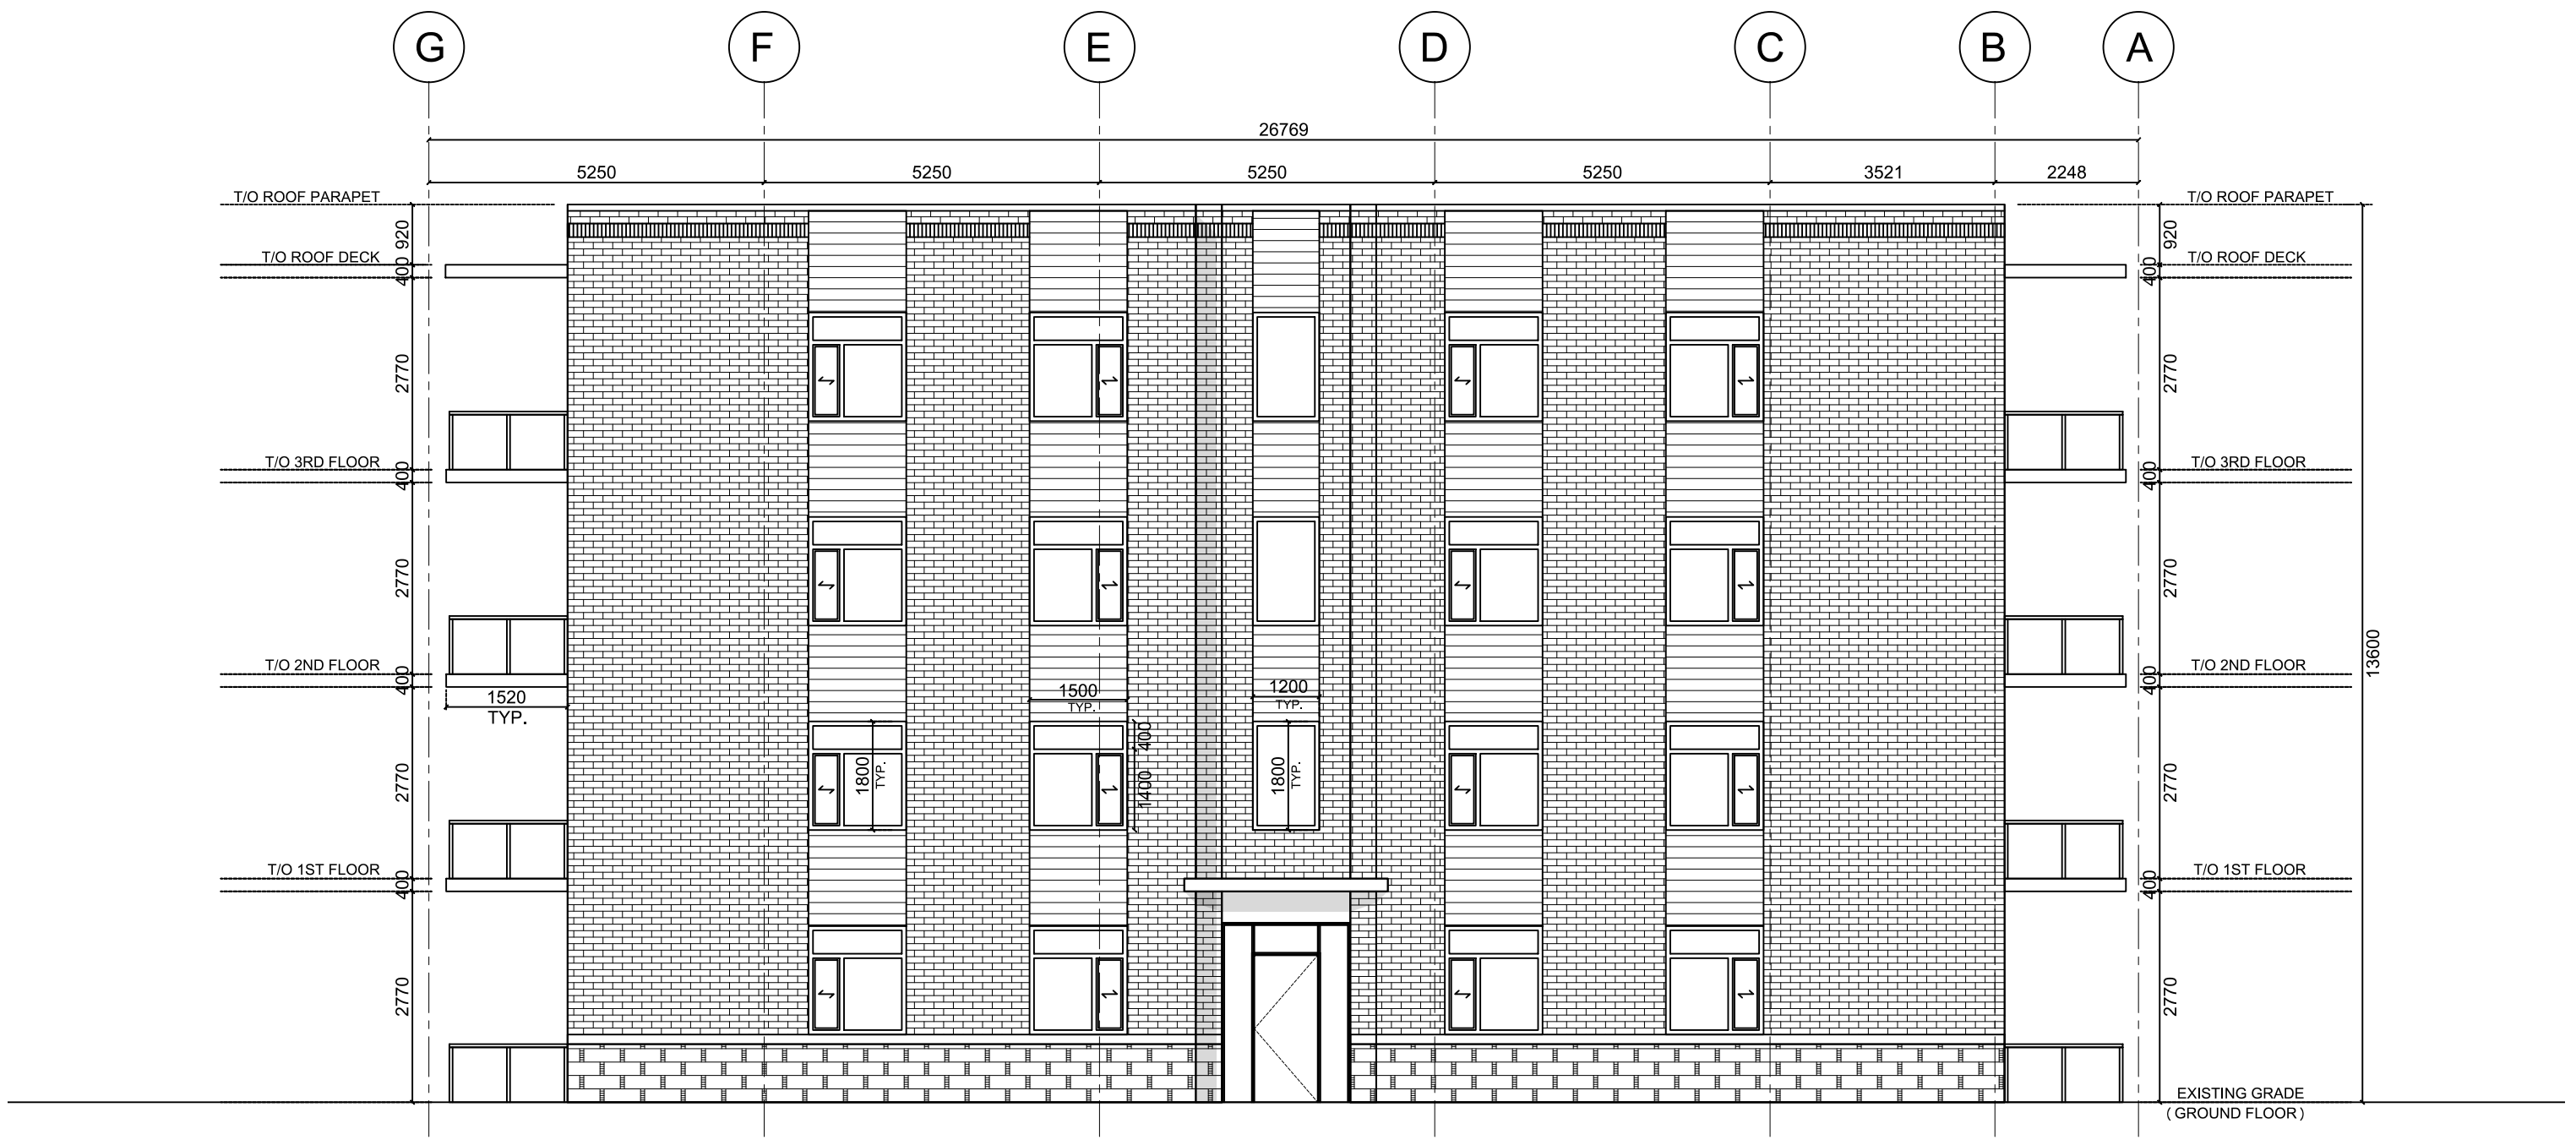 G F E D C B A
26769
5250 5250 5250 5250 3521 2248
T/O ROOF PARAPET T/O ROOF PARAPET
920 920 
T/O ROOF DECK T/O ROOF DECK
400 400
2770 2770
T/O 3RD FLOOR T/O 3RD FLOOR
400 400
2770 2770
13600
T/O 2ND FLOOR T/O 2ND FLOOR
400 400
1520 1500 1200
TYP. TYP. TYP.
400
2770 1800 TYP. 1400 1800 TYP. 2770
T/O 1ST FLOOR T/O 1ST FLOOR
400 400
2770 2770
EXISTING GRADE
( GROUND FLOOR )